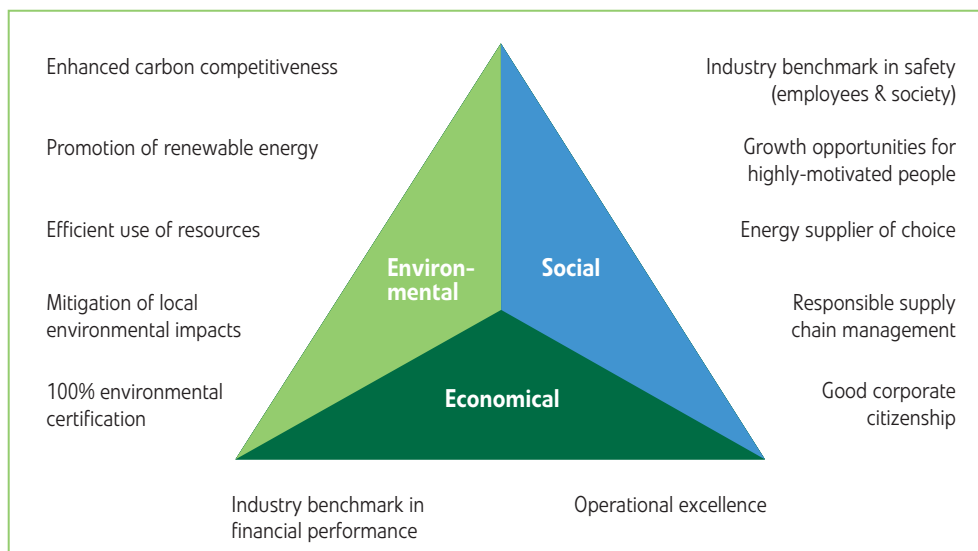 Enhanced carbon competitiveness
Promotion of renewable energy
Efficient use of resources
Mitigation of local
environmental impacts
100% environmental
certification
Environ-
mental
Social
Economical
Industry benchmark in safety
(employees & society)
Growth opportunities for
highly-motivated people
Energy supplier of choice
Responsible supply
chain management
Good corporate
citizenship
Industry benchmark in
financial performance
Operational excellence